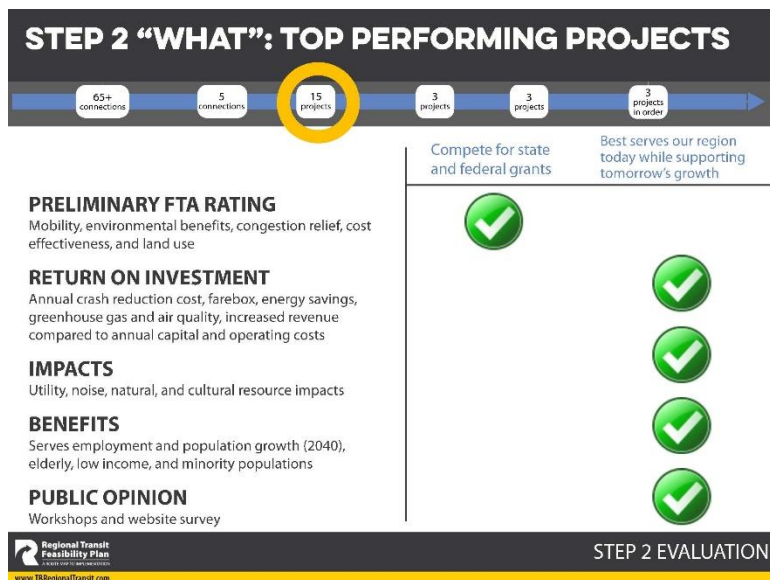 STEP 2 “WHAT”: TOP PERFORMING PROJECTS
65+
connections
5
connections
15
projects
3
projects
3
projects
3
projects
in order
Compete for state
and federal grants
Best serves our region
today while supporting
tomorrow’s growth
PRELIMINARY FTA RATING
Mobility, environmental benefits, congestion relief, cost
effectiveness, and land use
RETURN ON INVESTMENT
Annual crash reduction cost, farebox, energy savings,
greenhouse gas and air quality, increased revenue
compared to annual capital and operating costs
IMPACTS
Utility, noise, natural, and cultural resource impacts
BENEFITS
Serves employment and population growth (2040),
elderly, low income, and minority populations
PUBLIC OPINION
Workshops and website survey
Regional Transit
Feasibility Plan
A ROUTE MAP TO IMPLEMENTATION
STEP 2 EVALUATION
www.TBRegionalTransit.com